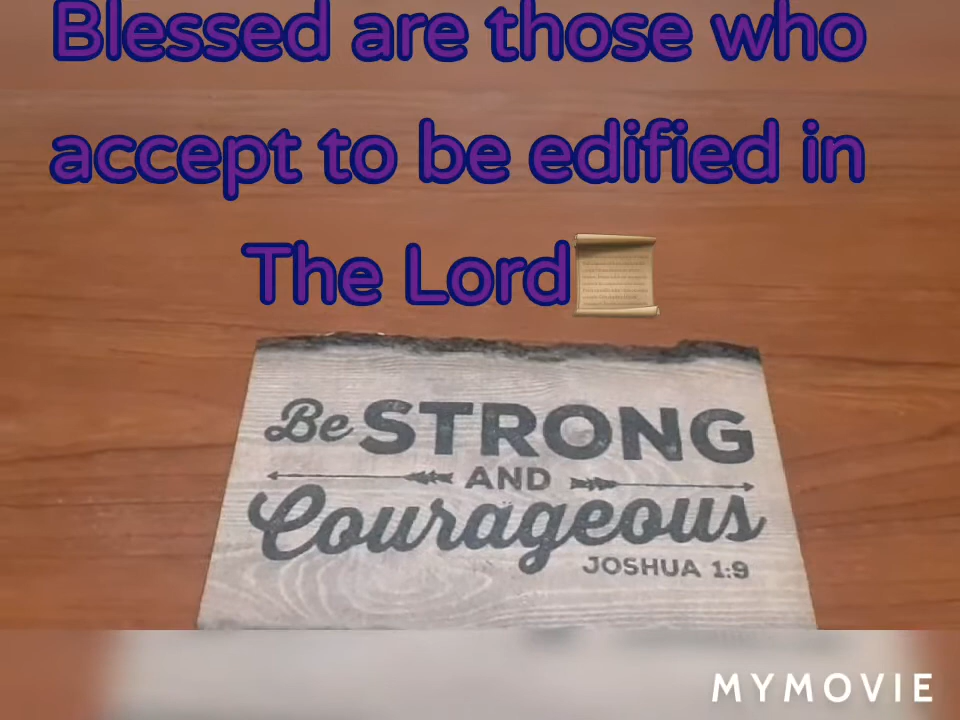 Blessed are those who
accept to be edified in
The Lord📜
Be STRONG
AND
Courageous
JOSHUA 1:9
MYMOVIE